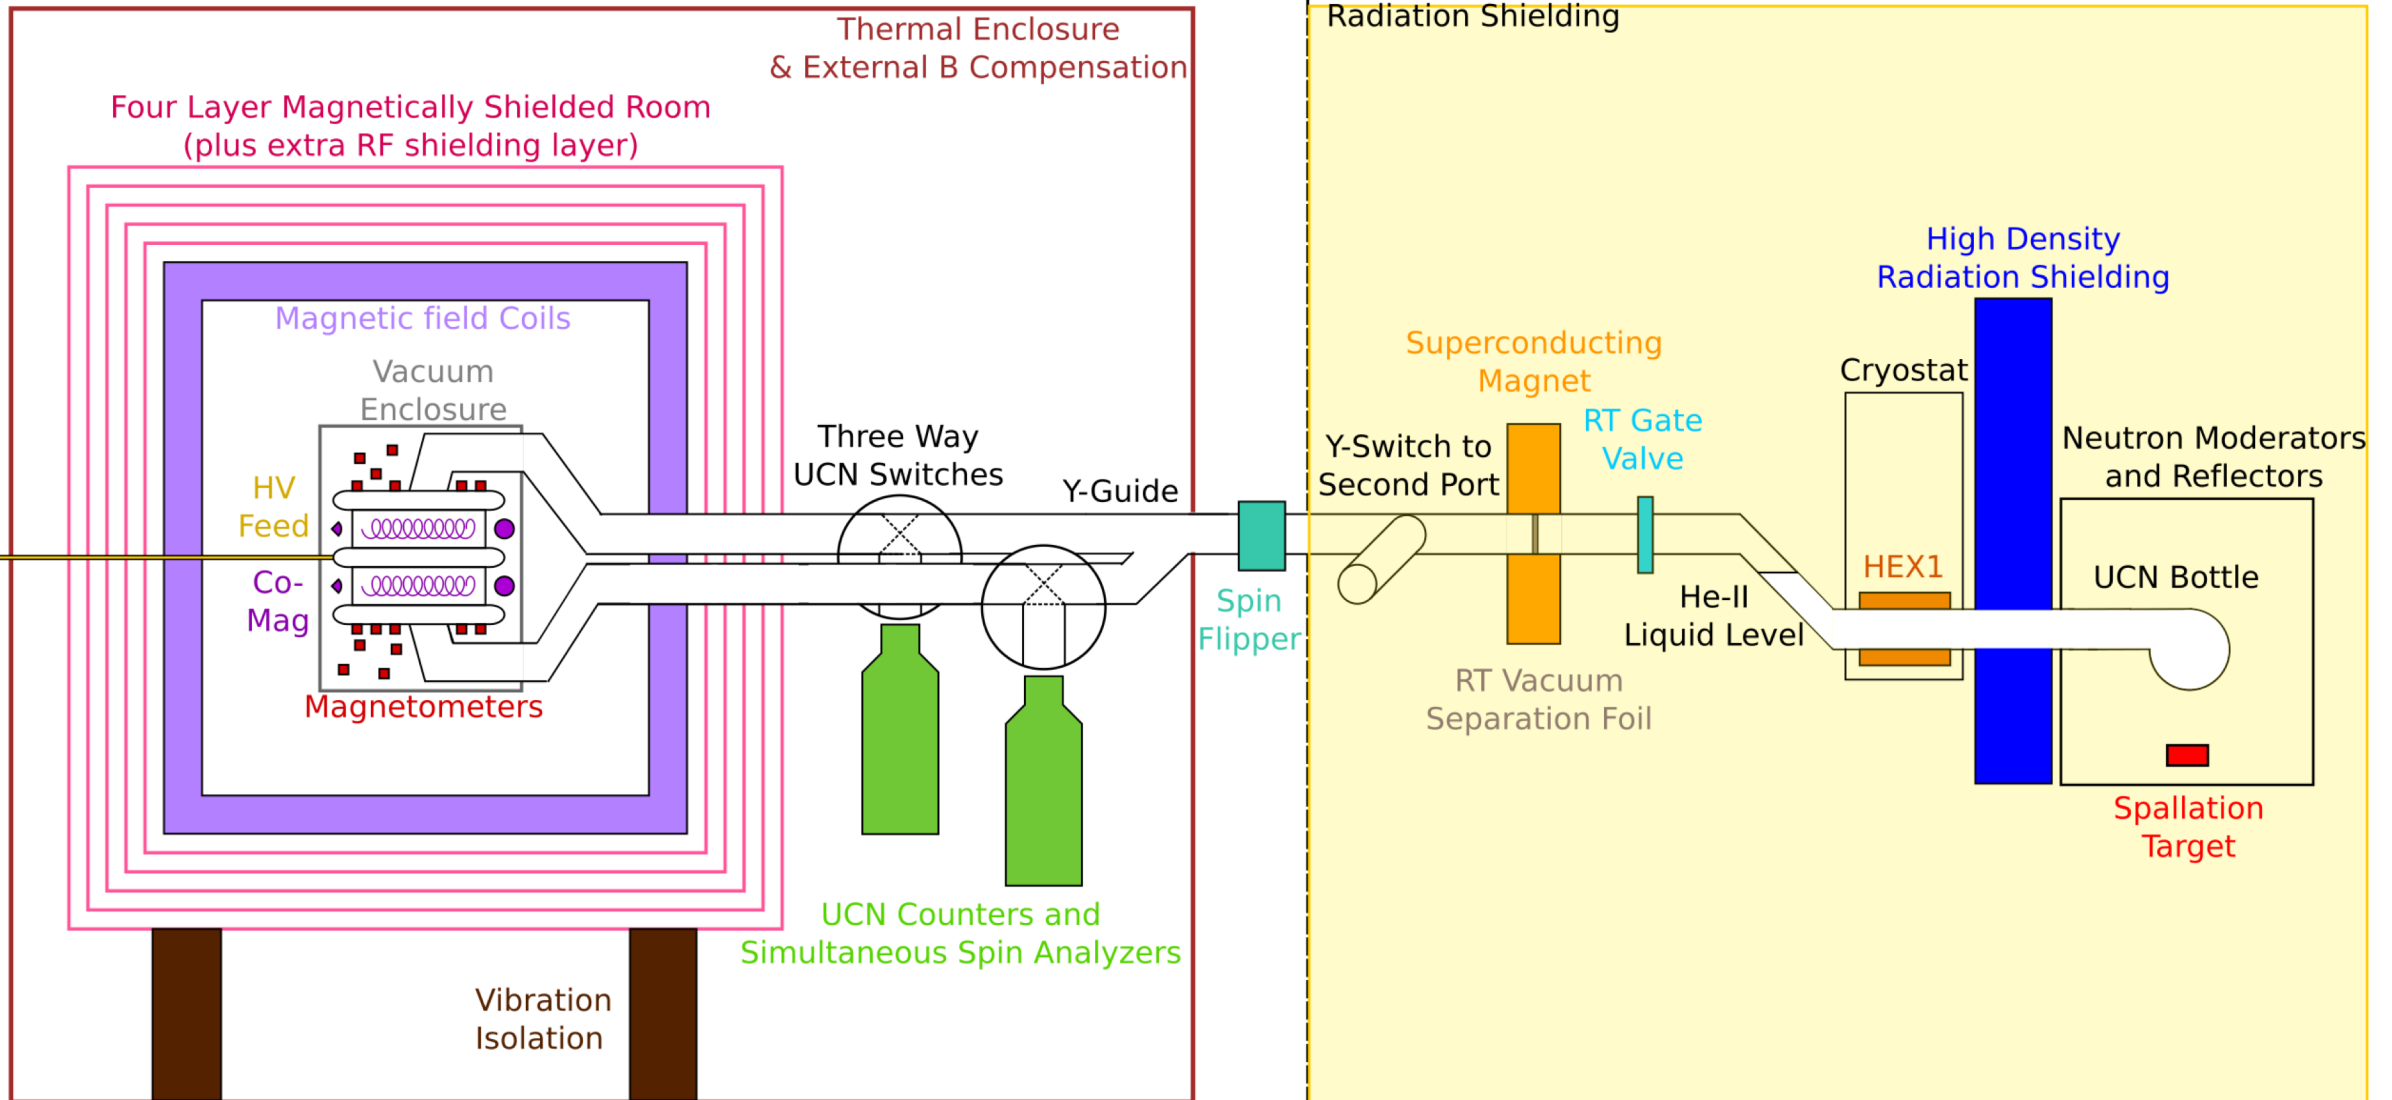 Thermal Enclosure
& External B Compensation
Radiation Shielding
Four Layer Magnetically Shielded Room
(plus extra RF shielding layer)
Magnetic field Coils
Vacuum
Enclosure
HV
Feed
Co-
Mag
Magnetometers
Three Way
UCN Switches
Y-Guide
Spin
Flipper
UCN Counters and
Simultaneous Spin Analyzers
Vibration
Isolation
Y-Switch to
Second Port
Superconducting
Magnet
RT Gate
Valve
RT Vacuum
Separation Foil
He-II
Liquid Level
Cryostat
HEX1
High Density
Radiation Shielding
Neutron Moderators
and Reflectors
UCN Bottle
Spallation
Target